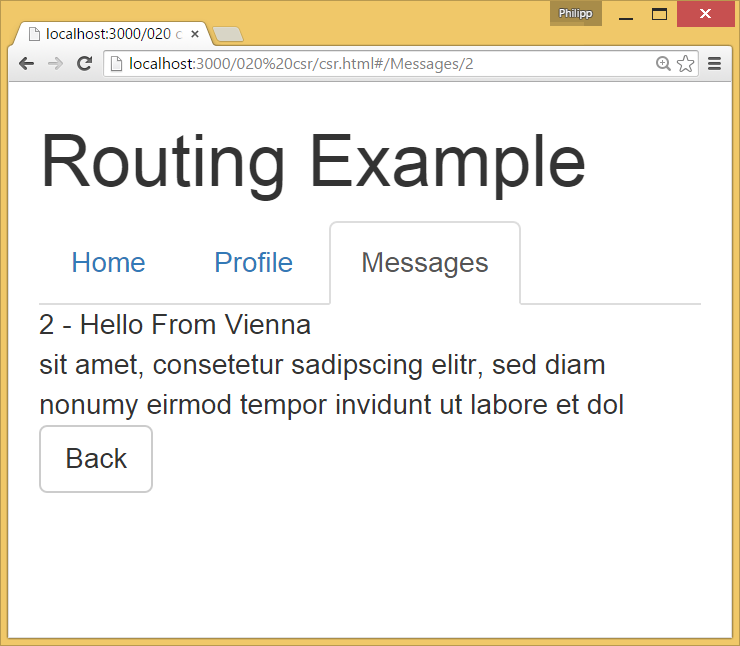 Philipp
localhost:3000/020 c
localhost:3000/020%20csr/csr.html#/Messages/2
Routing Example
Home Profile Messages
2 - Hello From Vienna
sit amet, consetetur sadipscing elitr, sed diam
nonumy eirmod tempor invidunt ut labore et dol
Back